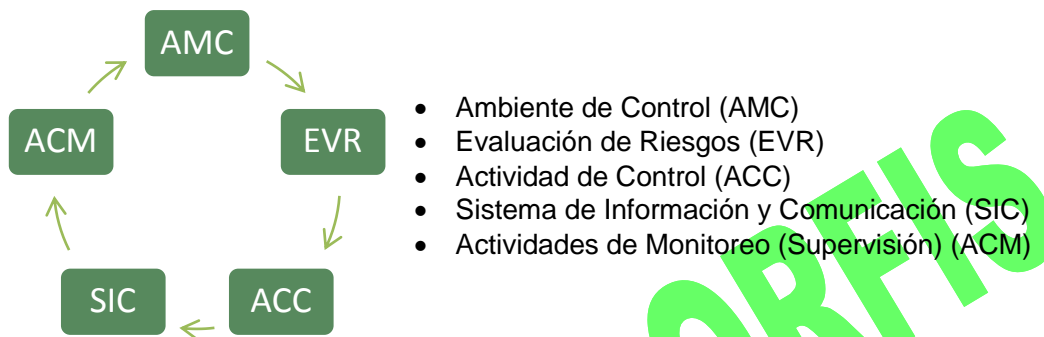 AMC
ACM
EVR
SIC
ACC
• Ambiente de Control (AMC)
• Evaluación de Riesgos (EVR)
• Actividad de Control (ACC)
• Sistema de Información y Comunicación (SIC)
• Actividades de Monitoreo (Supervisión) (ACM)
ORFIS